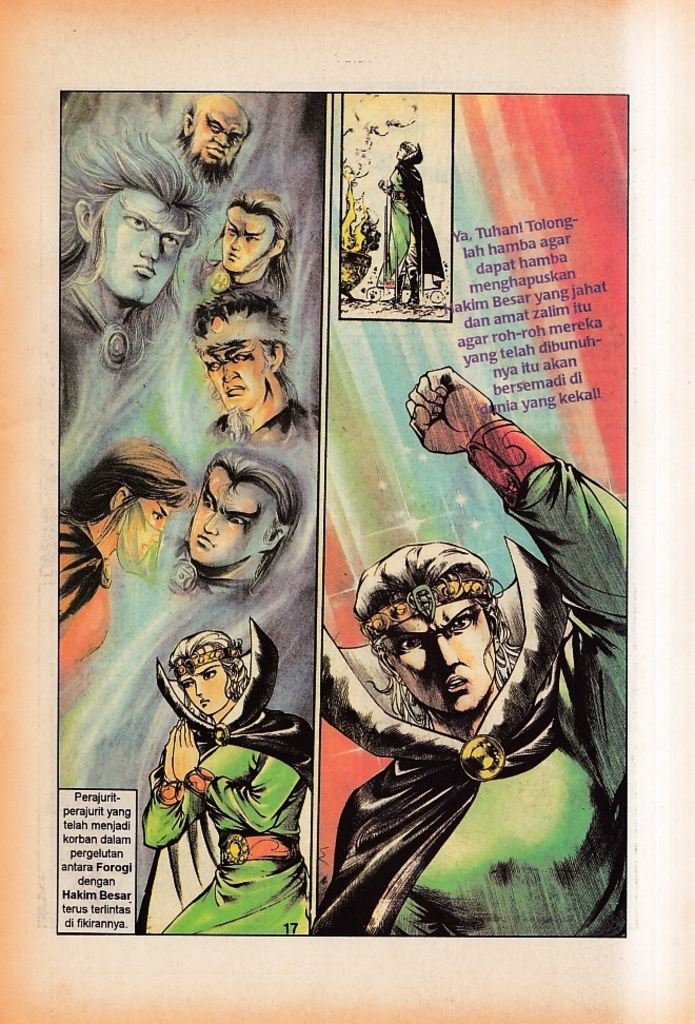 Ya, Tuhan! Tolong-
lah hamba agar
dapat hamba
menghapuskan
Hakim Besar yang jahat
dan amat zalim itu
agar roh-roh mereka
yang telah dibunuh-
nya itu akan
bersemadi di
dunia yang kekal!
Perajurit-
perajurit yang
telah menjadi
korban dalam
pergelutan
antara Forogi
dengan
Hakim Besar
terus terlintas
di fikirannya.
17